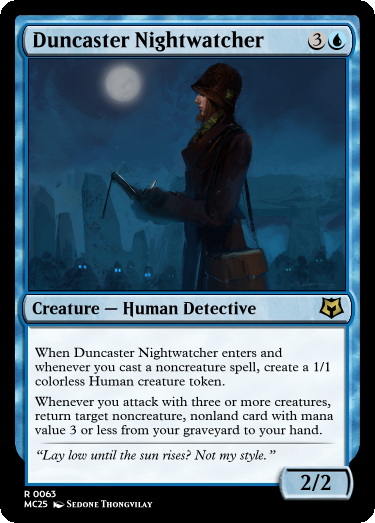 Duncaster Nightwatcher 3
Creature — Human Detective
When Duncaster Nightwatcher enters and
whenever you cast a noncreature spell, create a 1/1
colorless Human creature token.
Whenever you attack with three or more creatures,
return target noncreature, nonland card with mana
value 3 or less from your graveyard to your hand.
“Lay low until the sun rises? Not my style.”
2/2
R 0063
MC25 Sedone Thongvilay